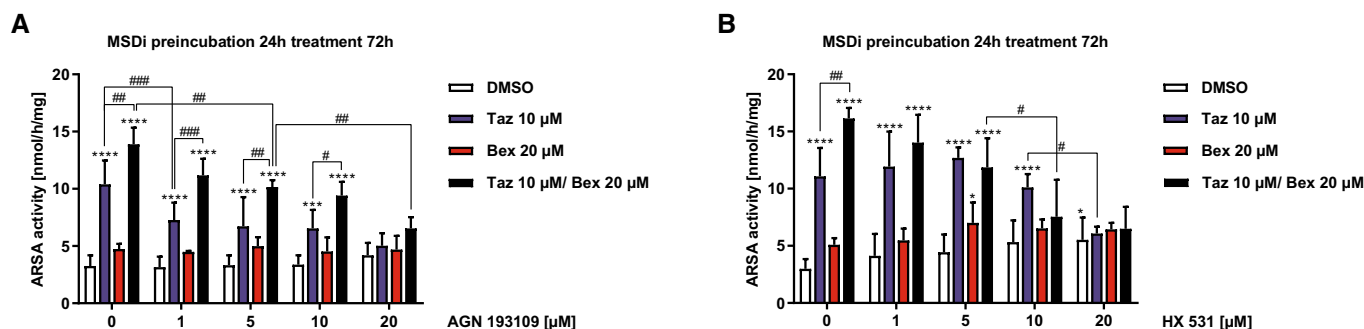 A
MSDi preincubation 24h treatment 72h
ARSA activity [nmol/h/mg]
20
15
10
5
0
###
##
##
##
****
****
###
****
****
##
****
***
****
#
***
****
0 1 5 10 20
AGN 193109 [µM]
DMSO
Taz 10 µM
Bex 20 µM
Taz 10 µM/ Bex 20 µM
B
MSDi preincubation 24h treatment 72h
ARSA activity [nmol/h/mg]
20
15
10
5
0
##
****
****
****
****
#
****
*
****
#
****
*
0 1 5 10 20
HX 531 [µM]
DMSO
Taz 10 µM
Bex 20 µM
Taz 10 µM/ Bex 20 µM